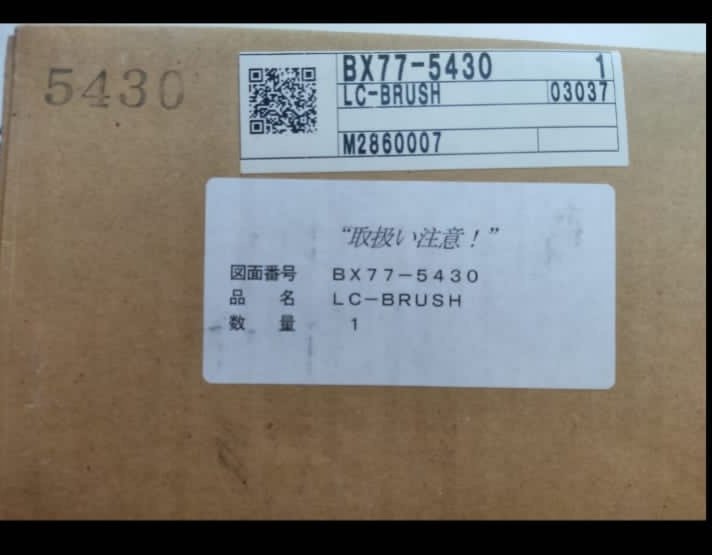 5430
BX77-5430 1
LC-BRUSH 03037
M2860007
“取扱い注意！”
図面番号 BX77-5430
品 名 LC-BRUSH
数 量 1